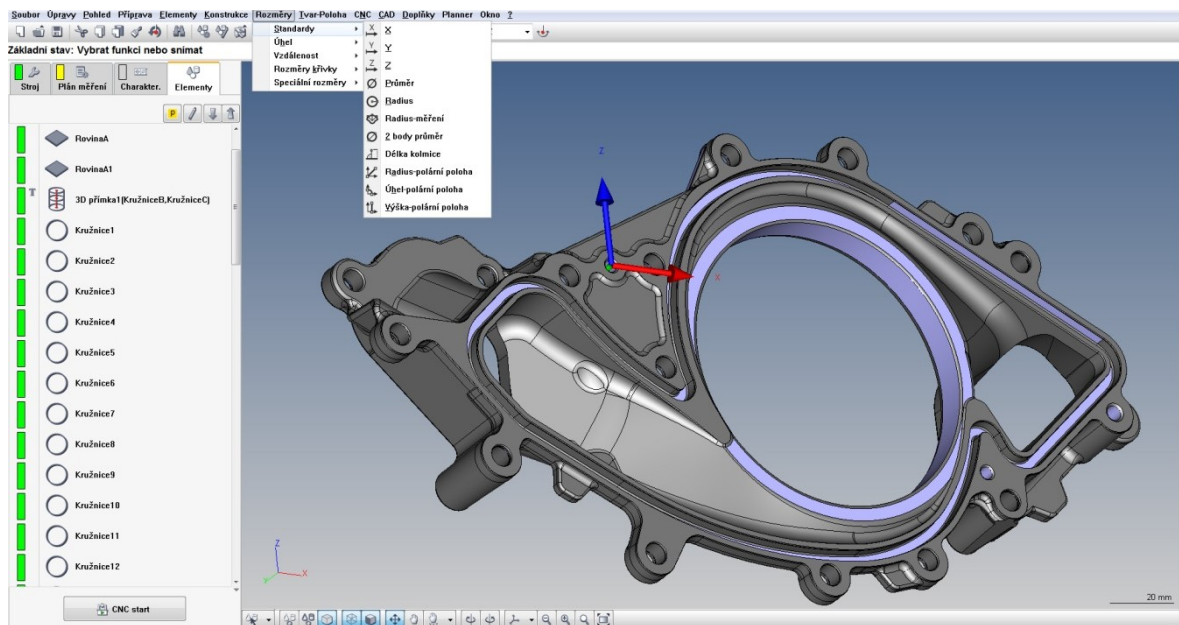 Soubor Úpravy Pohled Příprava Elementy Konstrukce Rozměry Tvar-Poloha CNC CAD Doplňky Planner Okno ?
Základní stav: Vybrat funkci nebo snímat
Standardy
Úhel
Vzdálenost
Rozměry křivky
Speciální rozměry
X X
Y Y
Z Z
Průměr
Radius
Radius-měření
2 body průměr
Délka kolmice
Radius-polární poloha
Úhel-polární poloha
Výška-polární poloha
Stroj Plán měření Charakter. Elementy
P
RovinaA
RovinaA1
T 3D přímka1(KružniceB,KružniceC)
Kružnice1
Kružnice2
Kružnice3
Kružnice4
Kružnice5
Kružnice6
Kružnice7
Kružnice8
Kružnice9
Kružnice10
Kružnice11
Kružnice12
CNC start
Z
X
Z
Y
X
20 mm